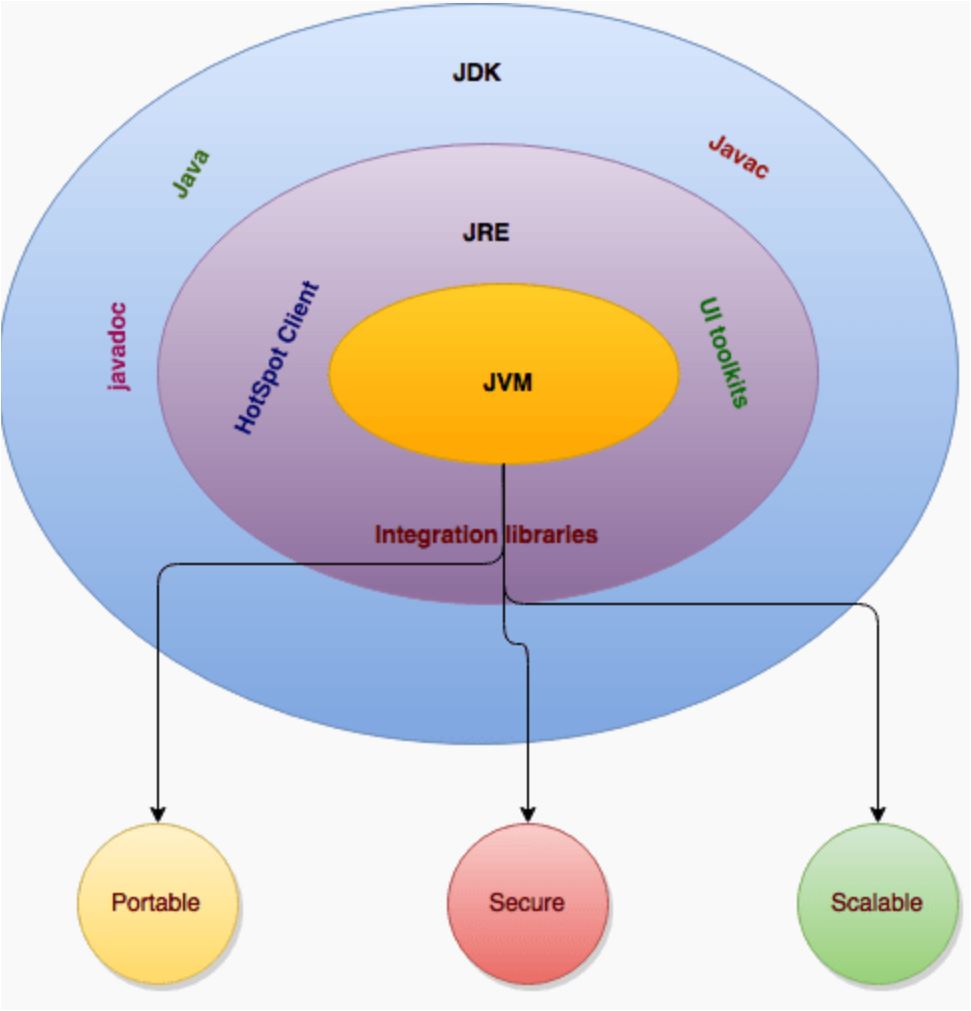 JDK
Java
Javac
JRE
javadoc
HotSpot Client
UI toolkits
JVM
Integration libraries
Portable
Secure
Scalable